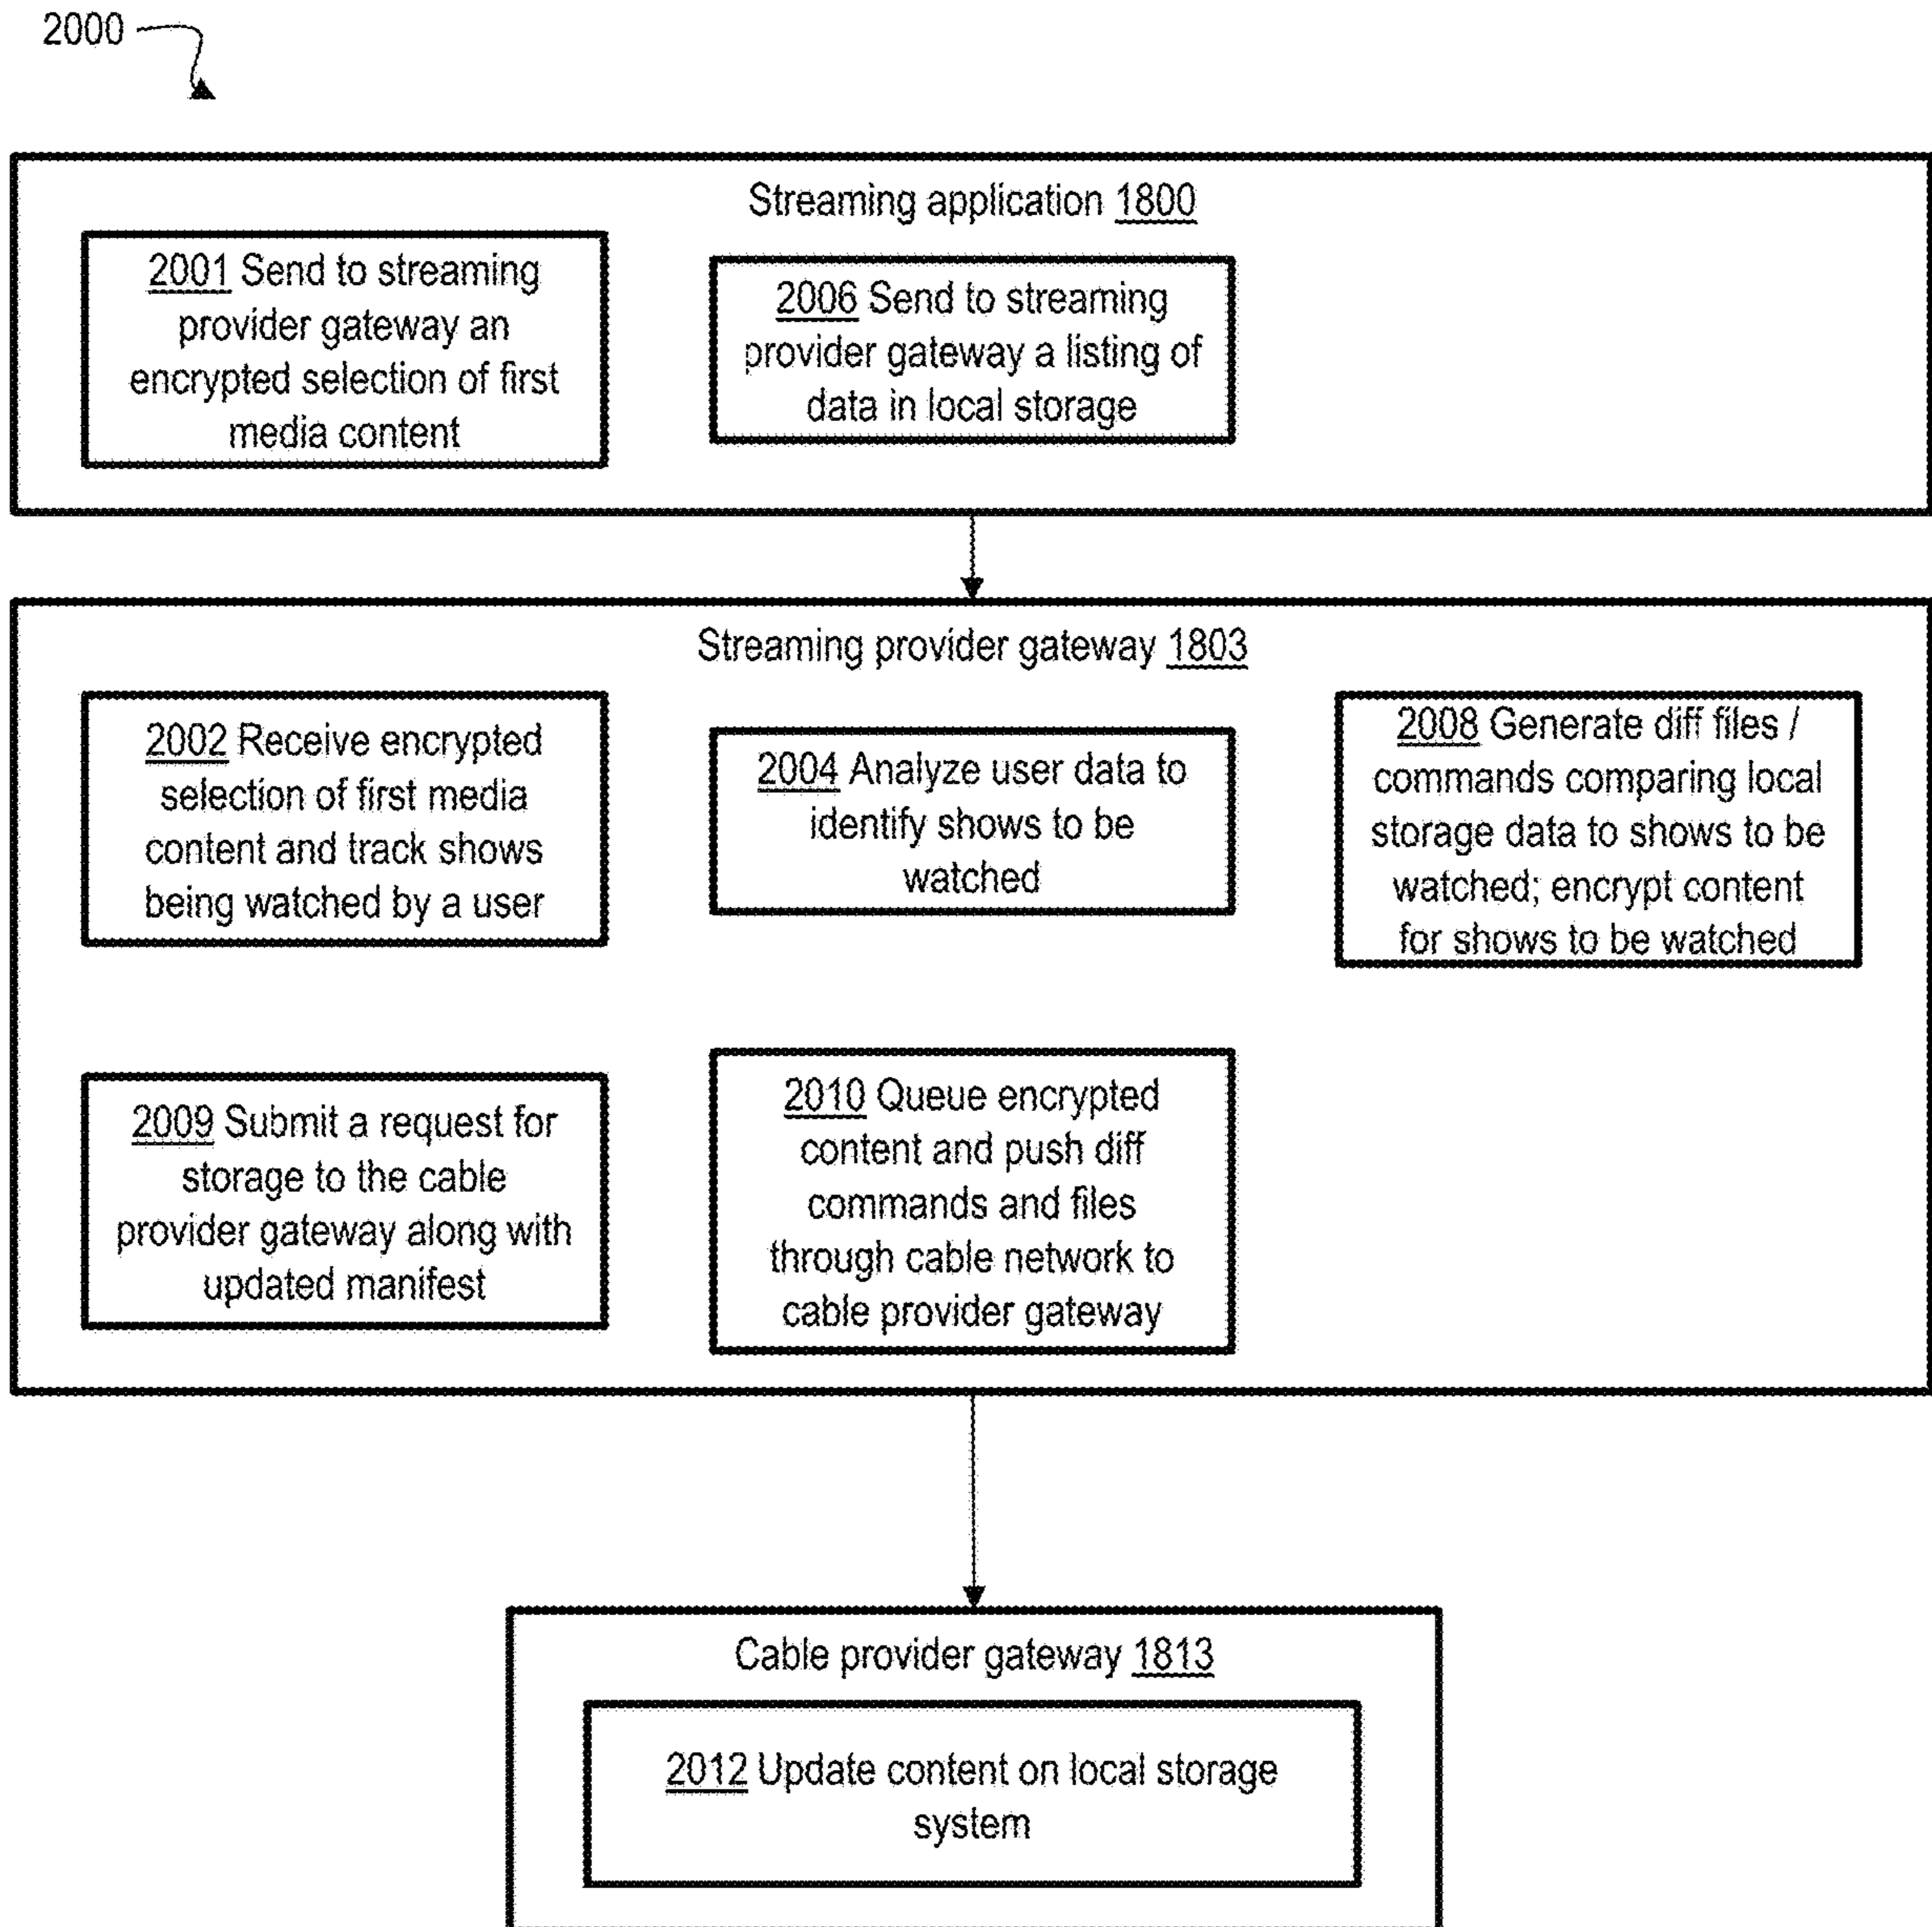 2000
Streaming application 1800
2001 Send to streaming
provider gateway an
encrypted selection of first
media content
2006 Send to streaming
provider gateway a listing of
data in local storage
Streaming provider gateway 1803
2002 Receive encrypted
selection of first media
content and track shows
being watched by a user
2004 Analyze user data to
identify shows to be
watched
2008 Generate diff files /
commands comparing local
storage data to shows to be
watched; encrypt content
for shows to be watched
2009 Submit a request for
storage to the cable
provider gateway along with
updated manifest
2010 Queue encrypted
content and push diff
commands and files
through cable network to
cable provider gateway
Cable provider gateway 1813
2012 Update content on local storage
system